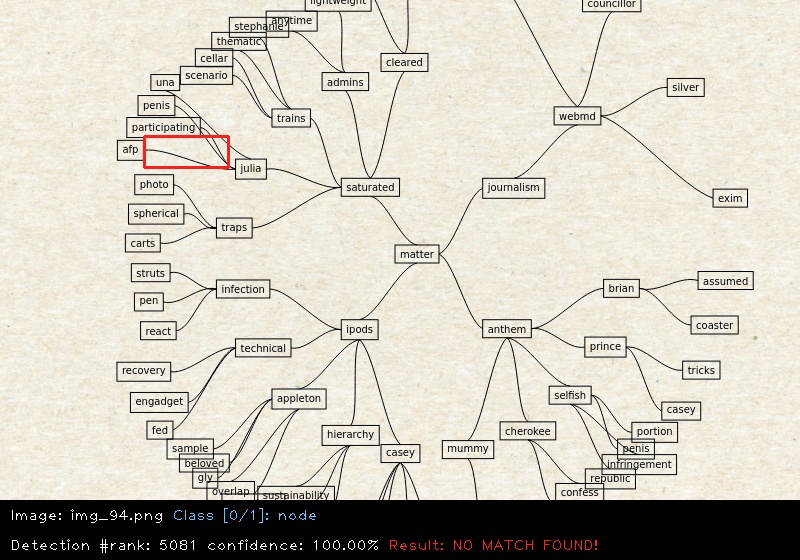 lightweight
councillor
anytime
stephanie
thematic
cleared
cellar
scenario
admins
silver
una
penis
trains
webmd
participating
afp
julia
photo
saturated
journalism
exim
spherical
traps
carts
matter
struts
infection
brian
assumed
pen
react
ipods
anthem
coaster
technical
prince
recovery
tricks
engadget
appleton
selfish
casey
fed
hierarchy
cherokee
portion
sample
casey
mummy
penis
beloved
infringement
gly
republic
overlap
sustainability
confess
Image: img_94.png Class [0/1]: node
Detection #rank: 5081 confidence: 100.00% Result: NO MATCH FOUND!